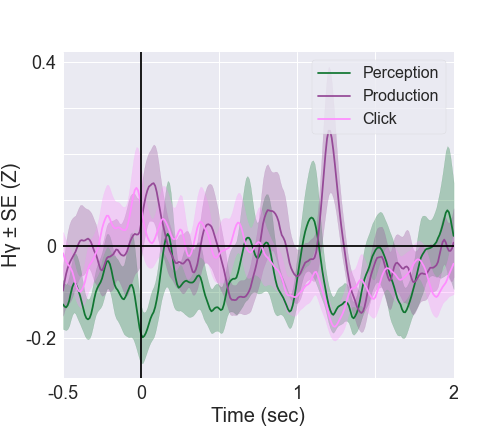 0.4
0
-0.2
Hγ ± SE (Z)
Perception
Production
Click
-0.5
0
1
2
Time (sec)